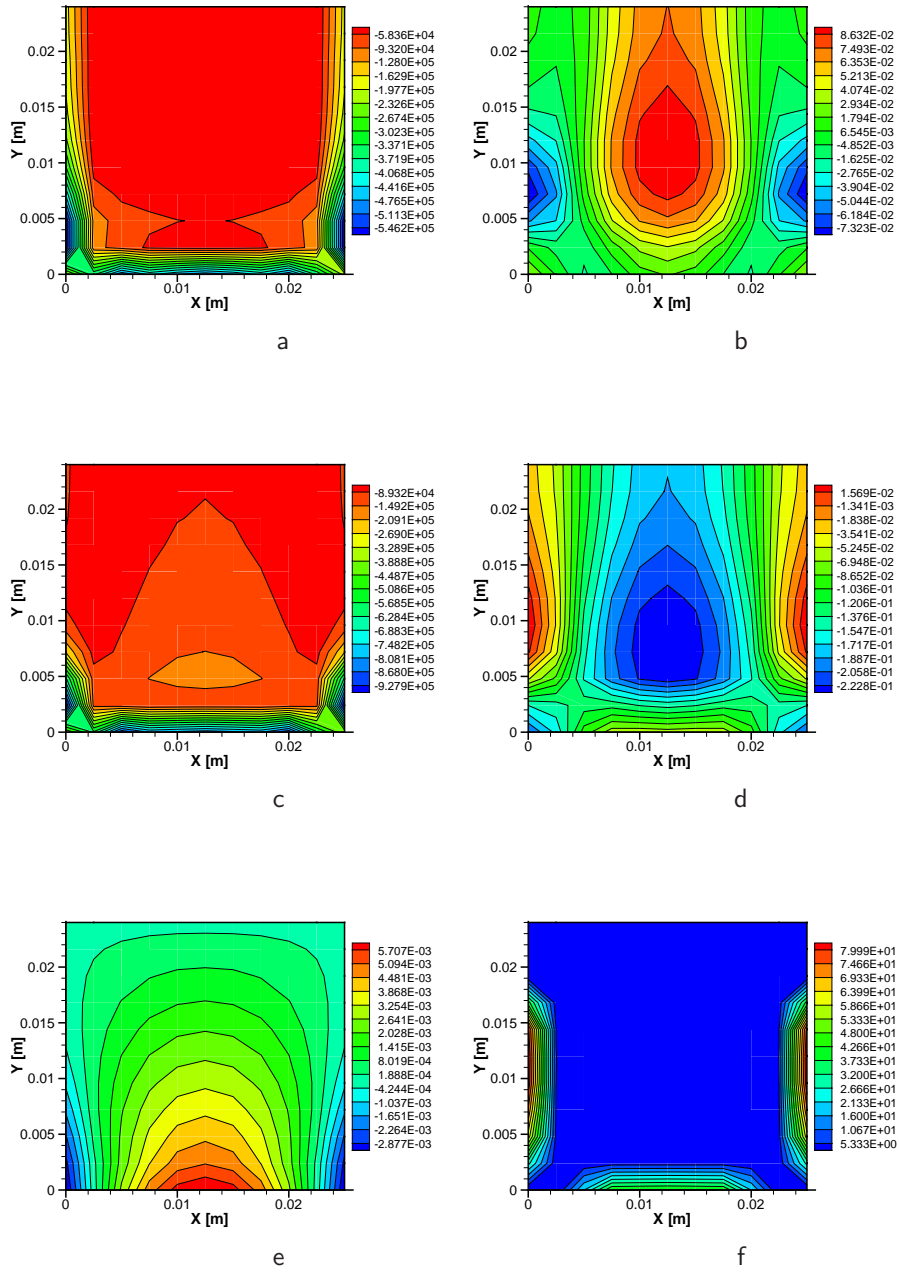 Y [m]
0.02
0.015
0.01
0.005
0
0 0.01 0.02
X [m]
-5.836E+04
-9.320E+04
-1.280E+05
-1.629E+05
-1.977E+05
-2.326E+05
-2.674E+05
-3.023E+05
-3.371E+05
-3.719E+05
-4.068E+05
-4.416E+05
-4.765E+05
-5.113E+05
-5.462E+05
a
Y [m]
0.02
0.015
0.01
0.005
0
0 0.01 0.02
X [m]
8.632E-02
7.493E-02
6.353E-02
5.213E-02
4.074E-02
2.934E-02
1.794E-02
6.545E-03
-4.852E-03
-1.625E-02
-2.765E-02
-3.904E-02
-5.044E-02
-6.184E-02
-7.323E-02
b
Y [m]
0.02
0.015
0.01
0.005
0
0 0.01 0.02
X [m]
-8.932E+04
-1.492E+05
-2.091E+05
-2.690E+05
-3.289E+05
-3.888E+05
-4.487E+05
-5.086E+05
-5.685E+05
-6.284E+05
-6.883E+05
-7.482E+05
-8.081E+05
-8.680E+05
-9.279E+05
c
Y [m]
0.02
0.015
0.01
0.005
0
0 0.01 0.02
X [m]
1.569E-02
-1.341E-03
-1.838E-02
-3.541E-02
-5.245E-02
-6.948E-02
-8.652E-02
-1.036E-01
-1.206E-01
-1.376E-01
-1.547E-01
-1.717E-01
-1.887E-01
-2.058E-01
-2.228E-01
d
Y [m]
0.02
0.015
0.01
0.005
0
0 0.01 0.02
X [m]
5.707E-03
5.094E-03
4.481E-03
3.868E-03
3.254E-03
2.641E-03
2.028E-03
1.415E-03
8.019E-04
1.888E-04
-4.244E-04
-1.037E-03
-1.651E-03
-2.264E-03
-2.877E-03
e
Y [m]
0.02
0.015
0.01
0.005
0
0 0.01 0.02
X [m]
7.999E+01
7.466E+01
6.933E+01
6.399E+01
5.866E+01
5.333E+01
4.800E+01
4.266E+01
3.733E+01
3.200E+01
2.666E+01
2.133E+01
1.600E+01
1.067E+01
5.333E+00
f